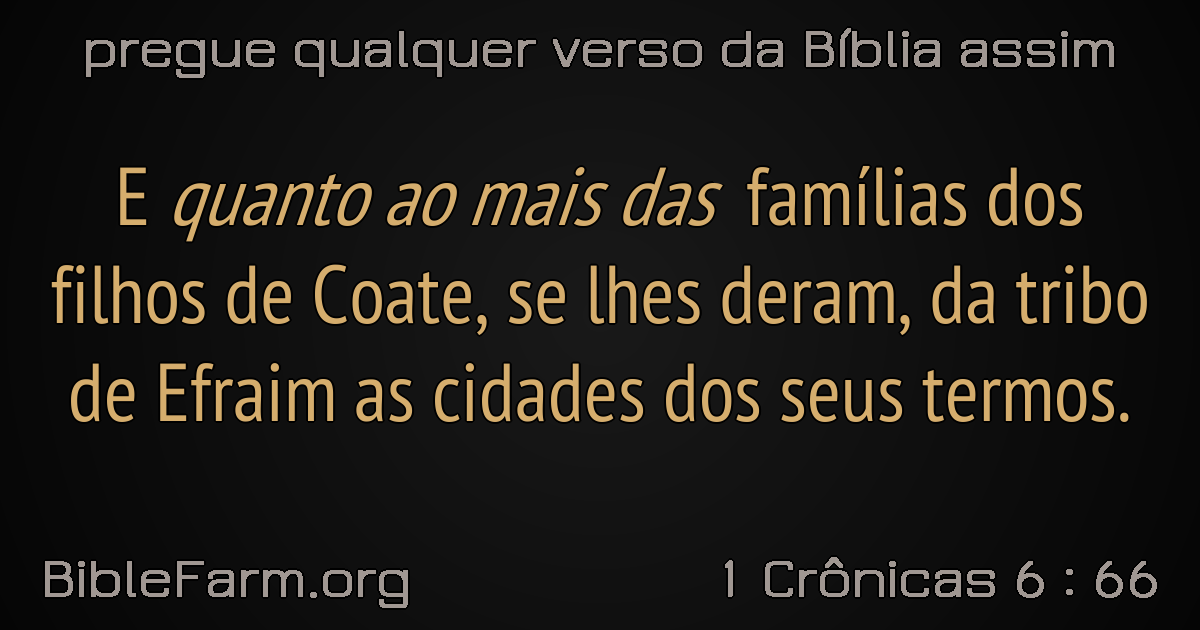 pregue qualquer verso da Bíblia assim
E quanto ao mais das famílias dos
filhos de Coate, se lhes deram, da tribo
de Efraim as cidades dos seus termos.
BibleFarm.org
1 Crônicas 6 : 66